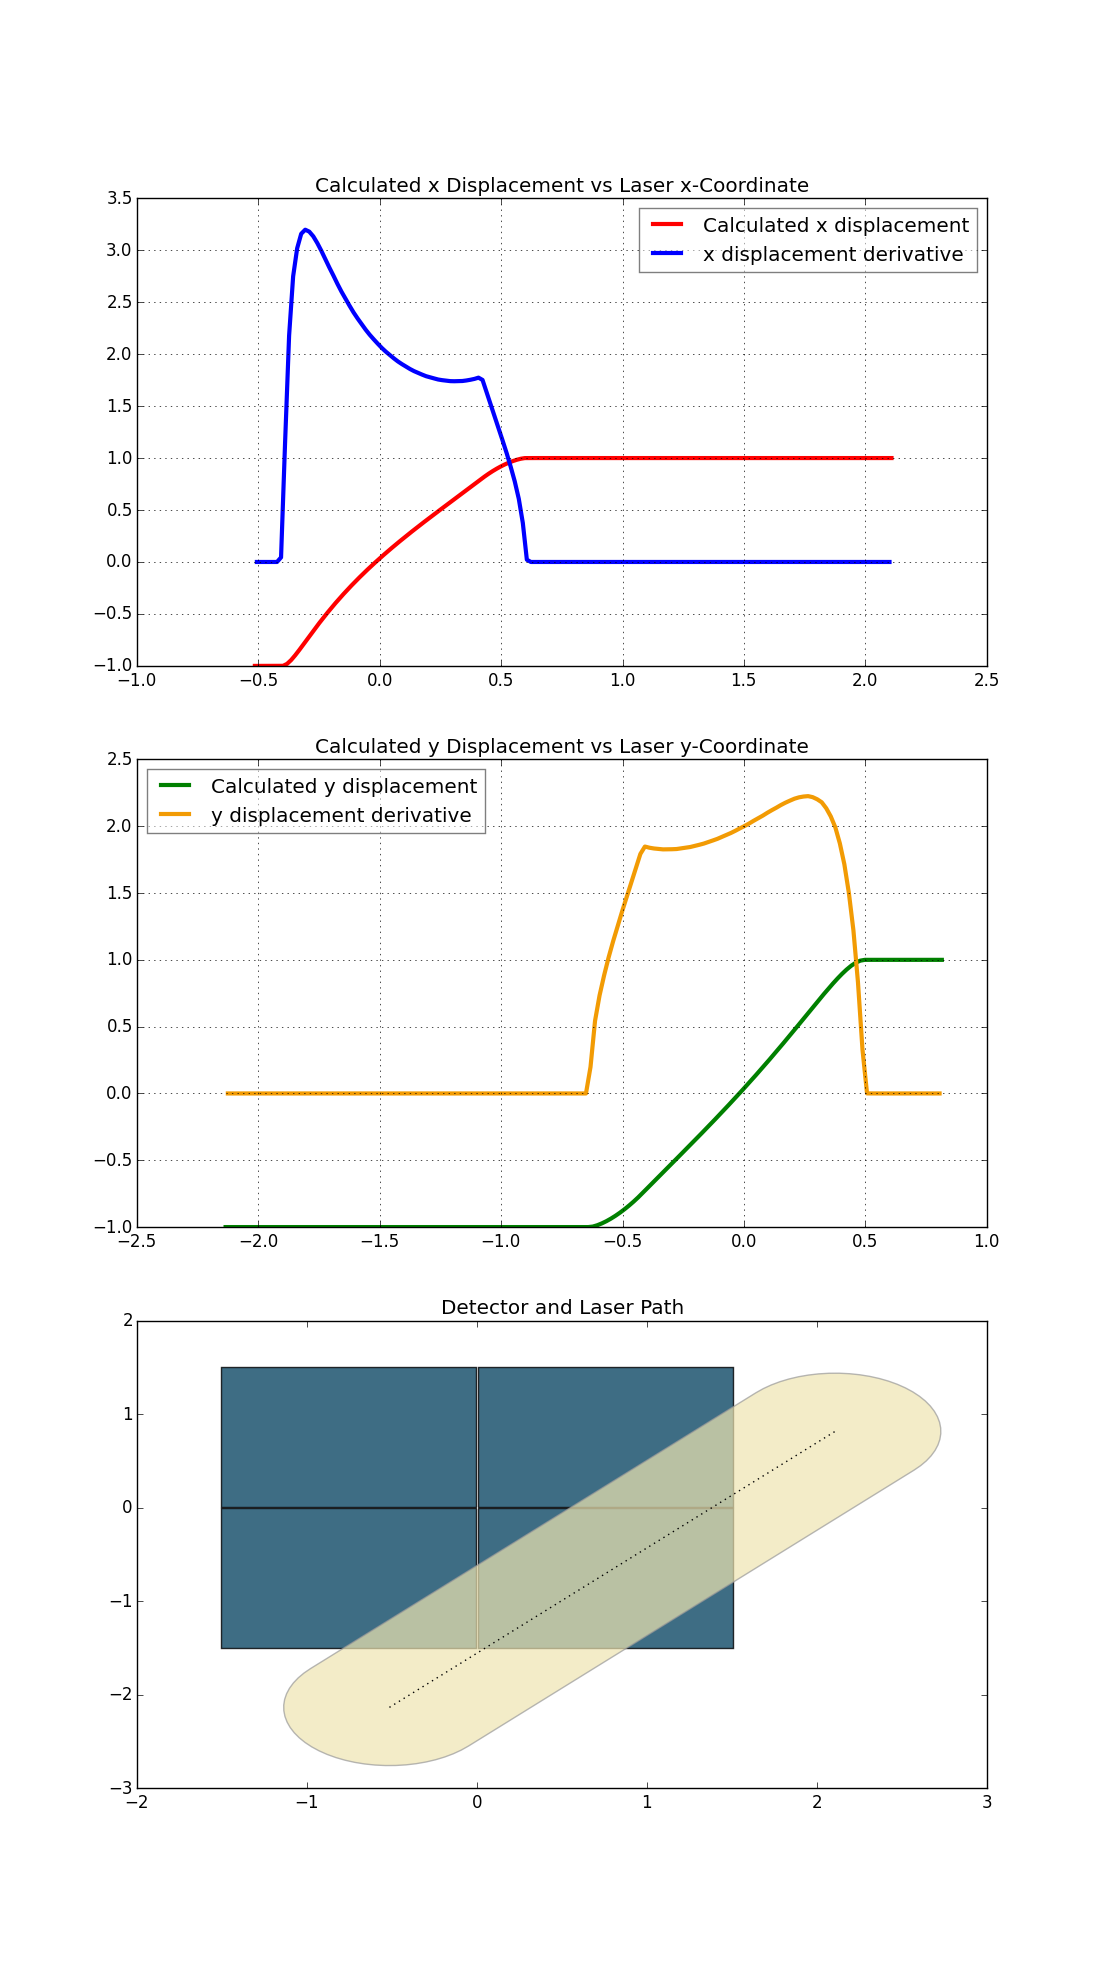 Calculated x Displacement vs Laser x-Coordinate
3.5
3.0
2.5
2.0
1.5
1.0
0.5
0.0
−0.5
−1.0
Calculated x displacement
x displacement derivative
−1.0 −0.5 0.0 0.5 1.0 1.5 2.0 2.5
Calculated y Displacement vs Laser y-Coordinate
2.5
2.0
1.5
1.0
0.5
0.0
−0.5
−1.0
Calculated y displacement
y displacement derivative
−2.5 −2.0 −1.5 −1.0 −0.5 0.0 0.5 1.0
Detector and Laser Path
2
1
0
−1
−2
−3
−2 −1 0 1 2 3